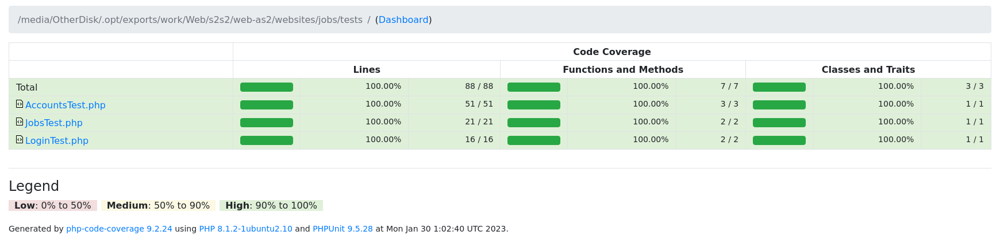 /media/OtherDisk/.opt/exports/work/Web/s2s2/web-as2/websites/jobs/tests / (Dashboard)
Code Coverage
Lines Functions and Methods Classes and Traits
Total 100.00% 88 / 88 100.00% 7 / 7 100.00% 3 / 3
AccountsTest.php 100.00% 51 / 51 100.00% 3 / 3 100.00% 1 / 1
JobsTest.php 100.00% 21 / 21 100.00% 2 / 2 100.00% 1 / 1
LoginTest.php 100.00% 16 / 16 100.00% 2 / 2 100.00% 1 / 1
Legend
Low: 0% to 50% Medium: 50% to 90% High: 90% to 100%
Generated by php-code-coverage 9.2.24 using PHP 8.1.2-1ubuntu2.10 and PHPUnit 9.5.28 at Mon Jan 30 1:02:40 UTC 2023.